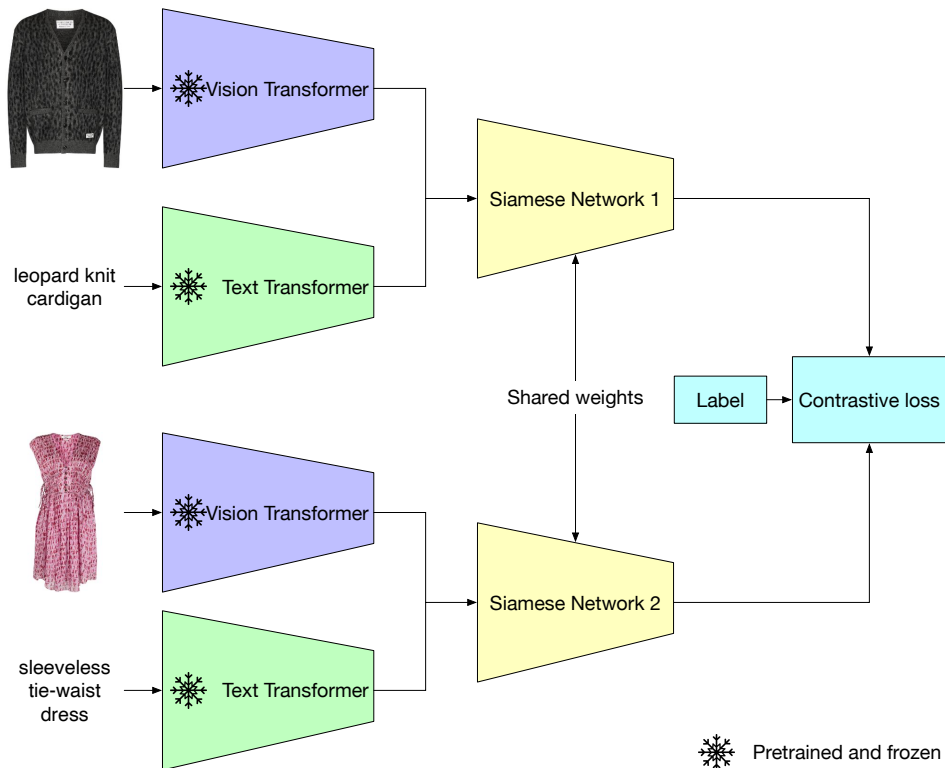 Vision Transformer
Siamese Network 1
leopard knit
cardigan
Text Transformer
Shared weights
Label
Contrastive loss
Vision Transformer
Siamese Network 2
sleeveless
tie-waist
dress
Text Transformer
Pretrained and frozen